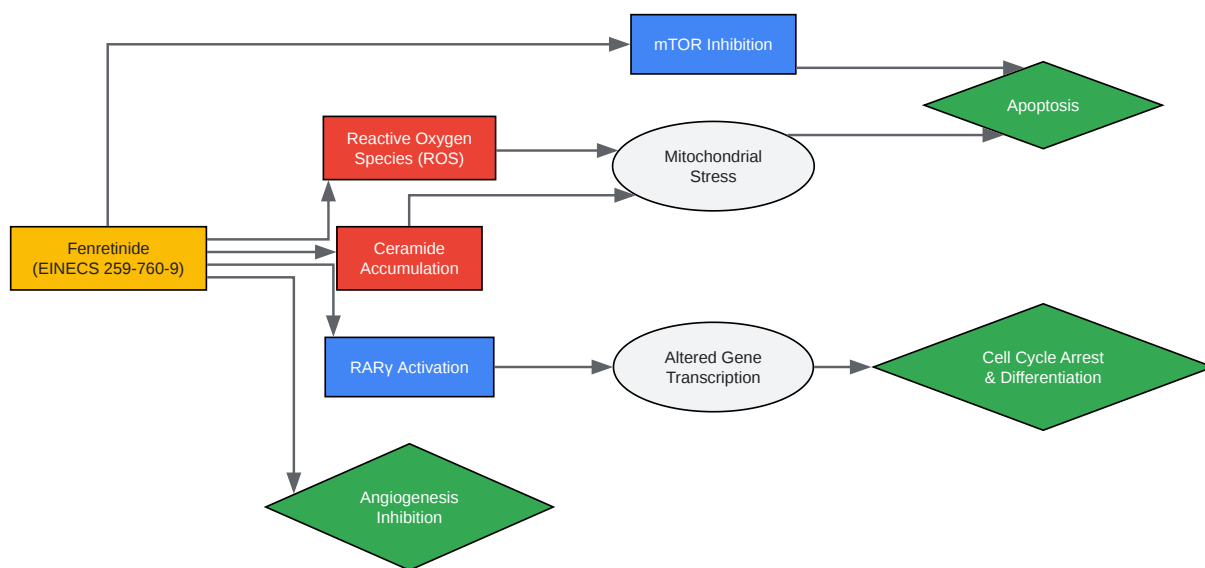 mTOR Inhibition
Apoptosis
Reactive Oxygen
Species (ROS)
Mitochondrial
Stress
Fenretinide
(EINECS 259-760-9)
Ceramide
Accumulation
RARγ Activation
Altered Gene
Transcription
Cell Cycle Arrest
& Differentiation
Angiogenesis
Inhibition